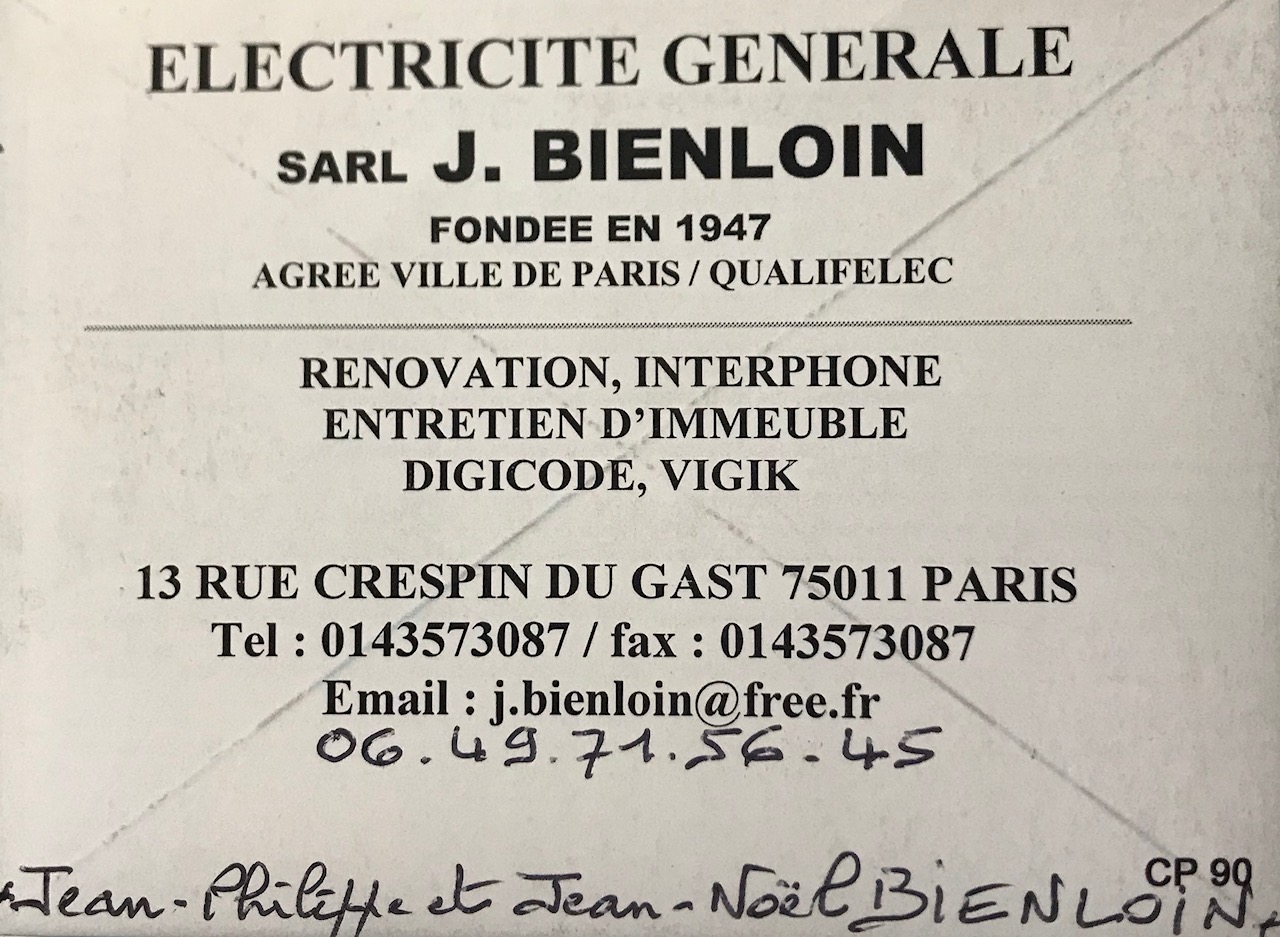 ELECTRICITE GENERALE
SARL J. BIENLOIN
FONDEE EN 1947
AGREE VILLE DE PARIS / QUALIFELEC
RENOVATION, INTERPHONE
ENTRETIEN D’IMMEUBLE
DIGICODE, VIGIK
13 RUE CRESPIN DU GAST 75011 PARIS
Tel : 0143573087 / fax : 0143573087
Email : j.bienloin@free.fr
06.49.71.56.45
CP 90
Jean-Philippe et Jean-Noël BIENLOIN